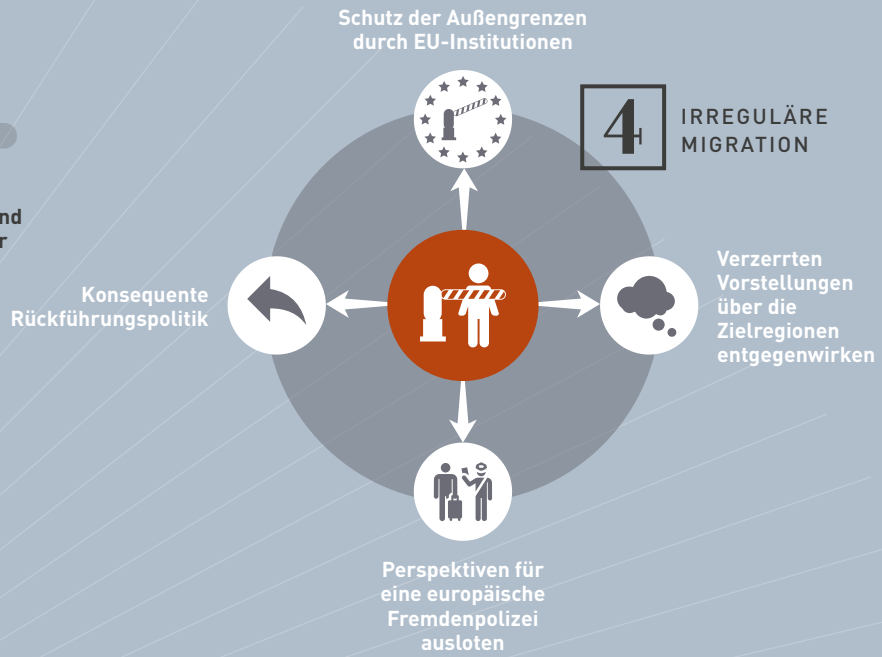 Schutz der Außengrenzen
durch EU-Institutionen
4
IRREGULÄRE
MIGRATION
Verzerrten
Vorstellungen
über die
Zielregionen
entgegenwirken
Konsequente
Rückführungspolitik
Perspektiven für
eine europäische
Fremdenpolizei
ausloten